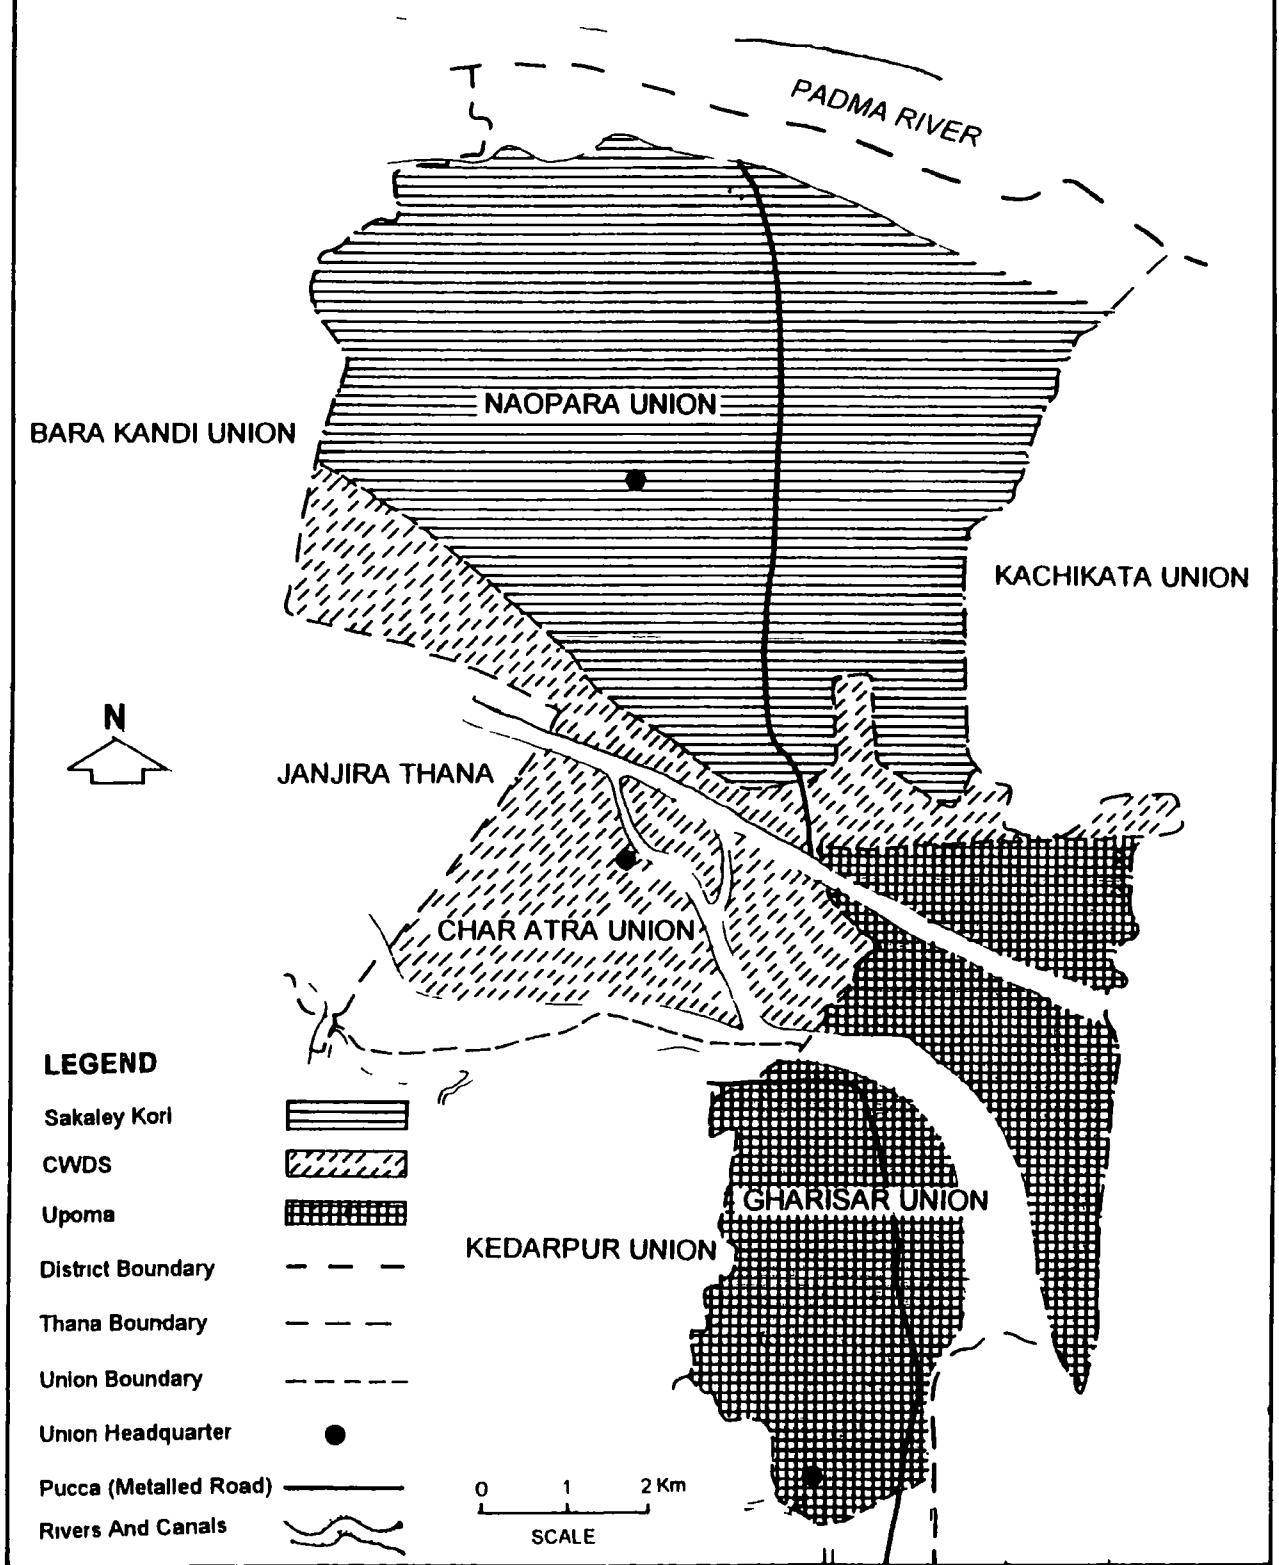 PADMA RIVER
NAOPARA UNION
BARA KANDI UNION
KACHIKATA UNION
N
JANJIRA THANA
CHAR ATRA UNION
GHARISAR UNION
KEDARPUR UNION
LEGEND
Sakaley Kori
CWDS
Upoma
District Boundary
Thana Boundary
Union Boundary
Union Headquarter
Pucca (Metalled Road)
Rivers And Canals
0 1 2 Km
SCALE